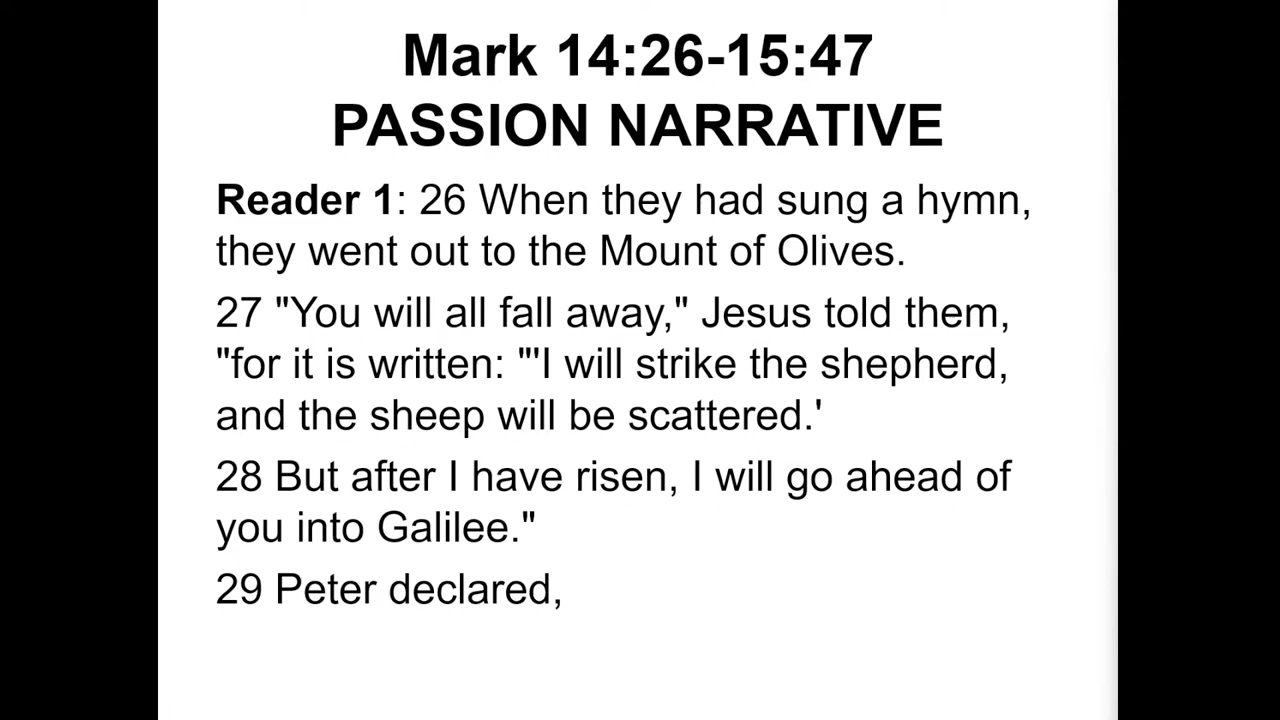 Mark 14:26-15:47
PASSION NARRATIVE
Reader 1: 26 When they had sung a hymn,
they went out to the Mount of Olives.
27 "You will all fall away," Jesus told them,
"for it is written: "'I will strike the shepherd,
and the sheep will be scattered.'
28 But after I have risen, I will go ahead of
you into Galilee."
29 Peter declared,